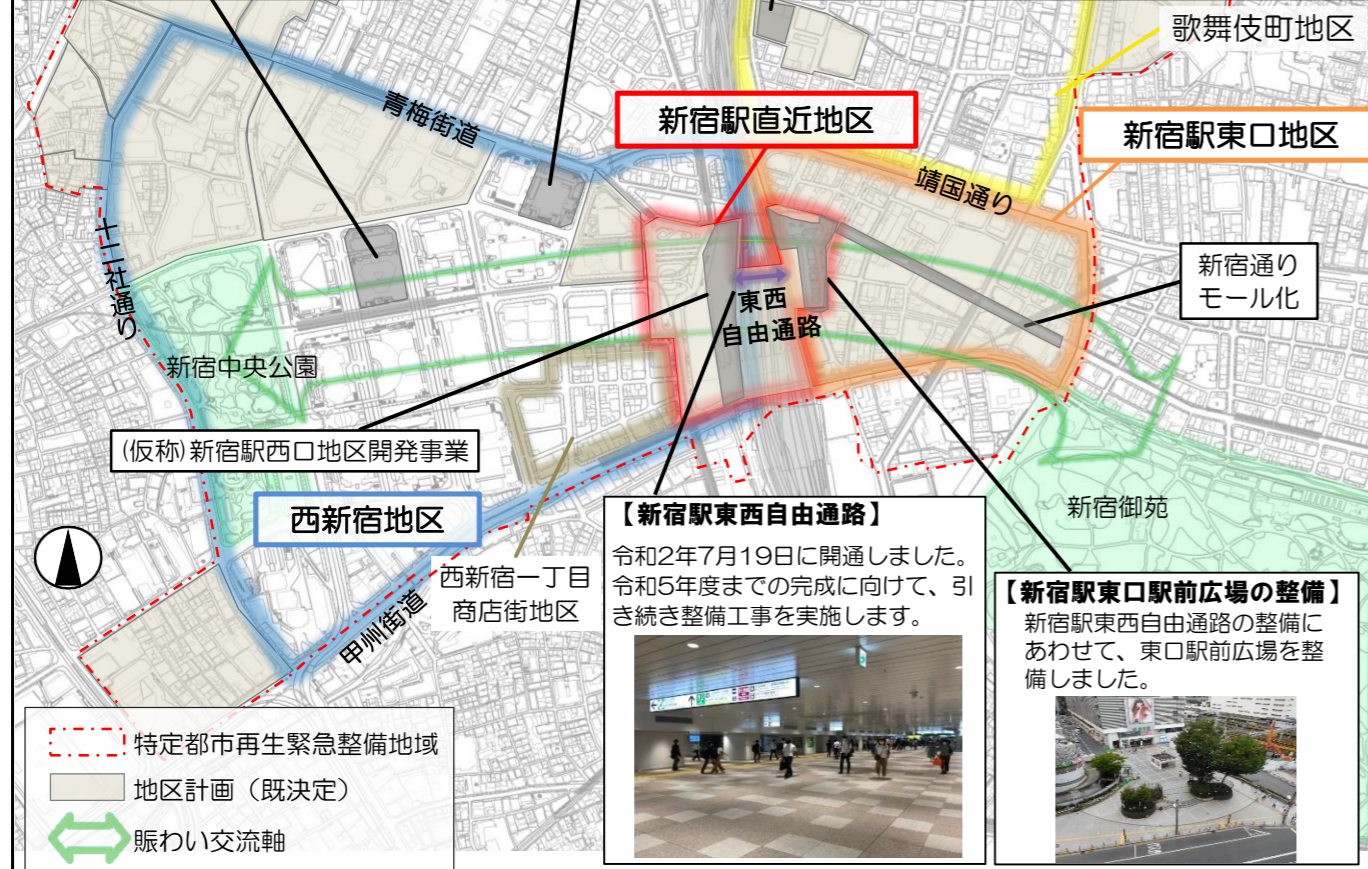 歌舞伎町地区
新宿駅直近地区
新宿駅東口地区
青梅街道
靖国通り
十二社通り
新宿通り
モール化
東西
自由通路
新宿中央公園
(仮称)新宿駅西口地区開発事業
西新宿地区
新宿御苑
西新宿一丁目
商店街地区
甲州街道
【新宿駅東西自由通路】
令和2年7月19日に開通しました。
令和5年度までの完成に向けて、引
き続き整備工事を実施します。
【新宿駅東口駅前広場の整備】
新宿駅東西自由通路の整備に
あわせて、東口駅前広場を整
備しました。
特定都市再生緊急整備地域
地区計画（既決定）
賑わい交流軸